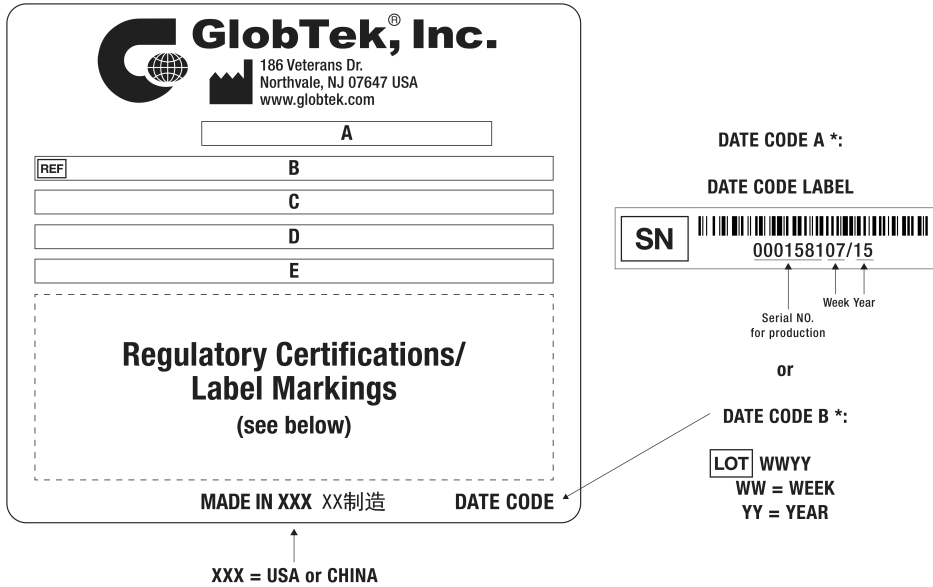 GlobTek®, Inc.
186 Veterans Dr.
Northvale, NJ 07647 USA
www.globtek.com
A
REF B
C
D
E
Regulatory Certifications/
Label Markings
(see below)
MADE IN XXX XX制造 DATE CODE
XXX = USA or CHINA
DATE CODE A *:
DATE CODE LABEL
SN
000158107/15
Week Year
Serial NO.
for production
or
DATE CODE B *:
LOT WWYY
WW = WEEK
YY = YEAR